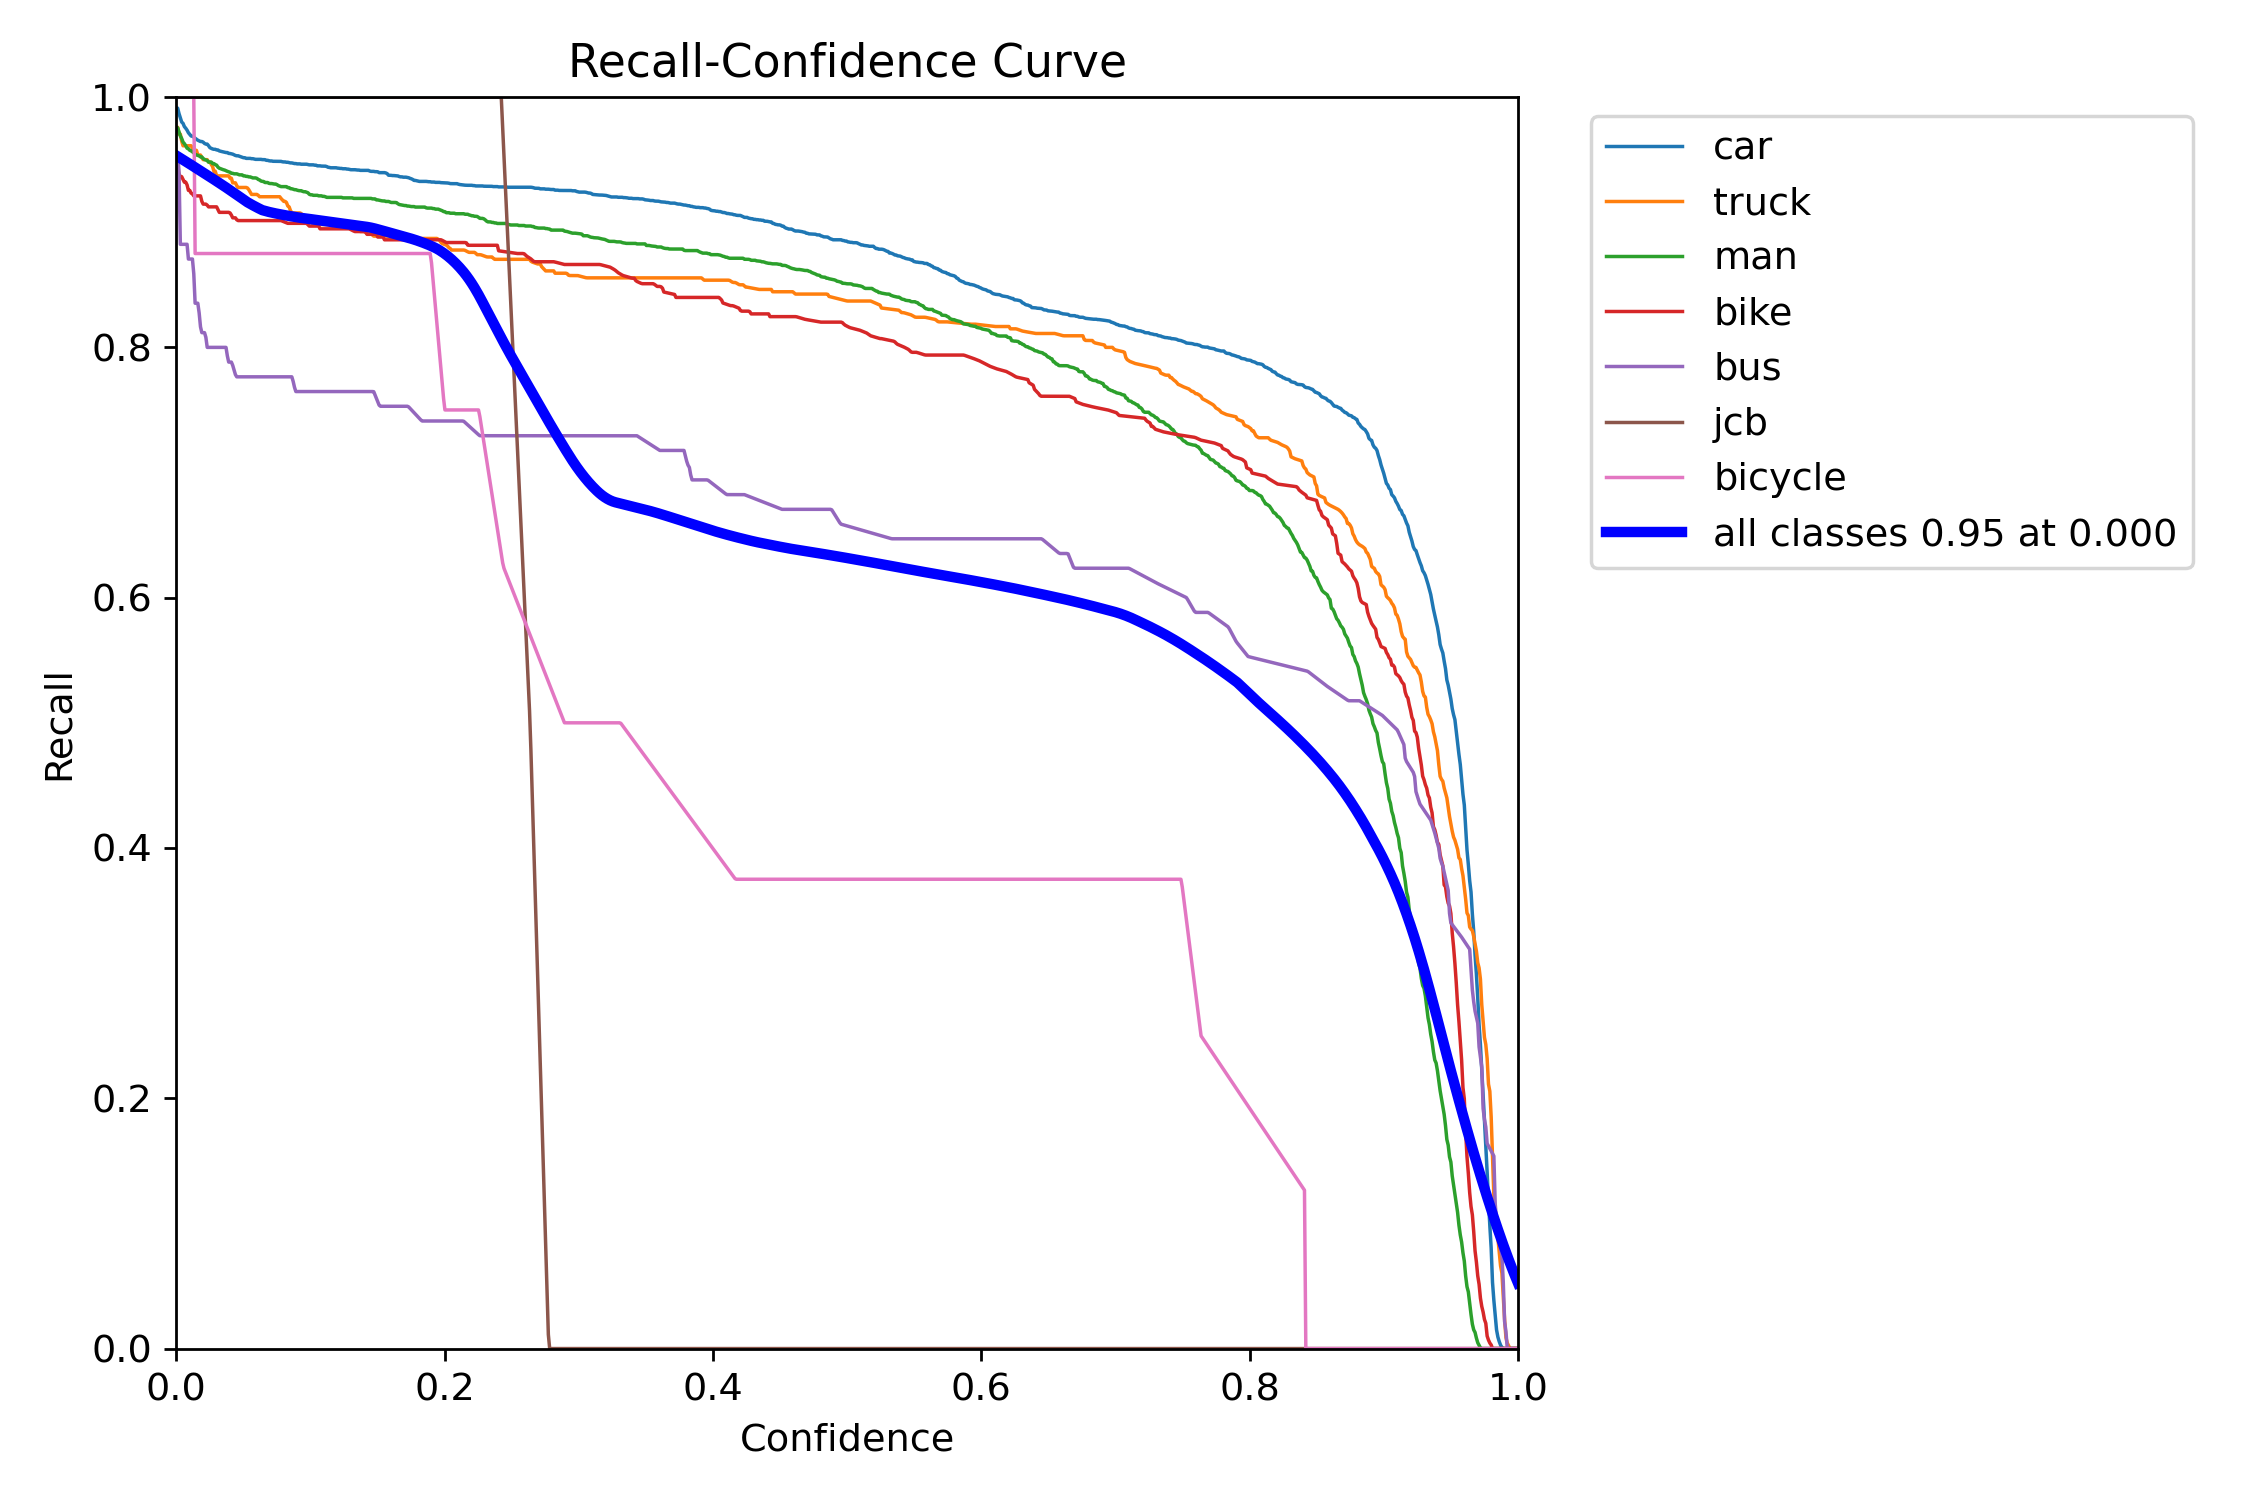 Recall-Confidence Curve
1.0
0.8
0.6
0.4
0.2
0.0
Recall
0.0 0.2 0.4 0.6 0.8 1.0
Confidence
car
truck
man
bike
bus
jcb
bicycle
all classes 0.95 at 0.000